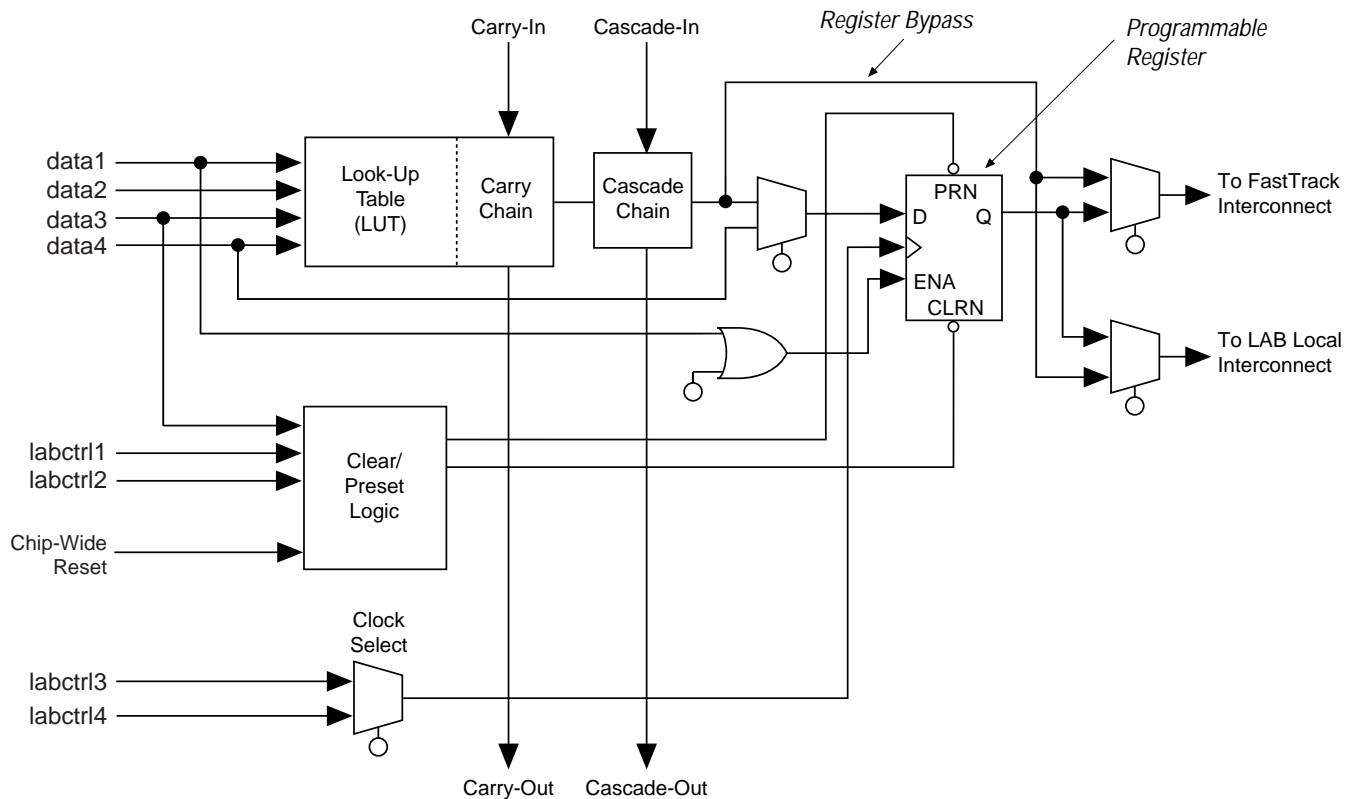 Carry-In
Cascade-In
Register Bypass
Programmable
Register
data1
data2
data3
data4
Look-Up
Table
(LUT)
Carry
Chain
Cascade
Chain
PRN
D
Q
ENA
CLRN
To FastTrack
Interconnect
To LAB Local
Interconnect
labctrl1
labctrl2
Chip-Wide
Reset
Clear/
Preset
Logic
Clock
Select
labctrl3
labctrl4
Carry-Out
Cascade-Out